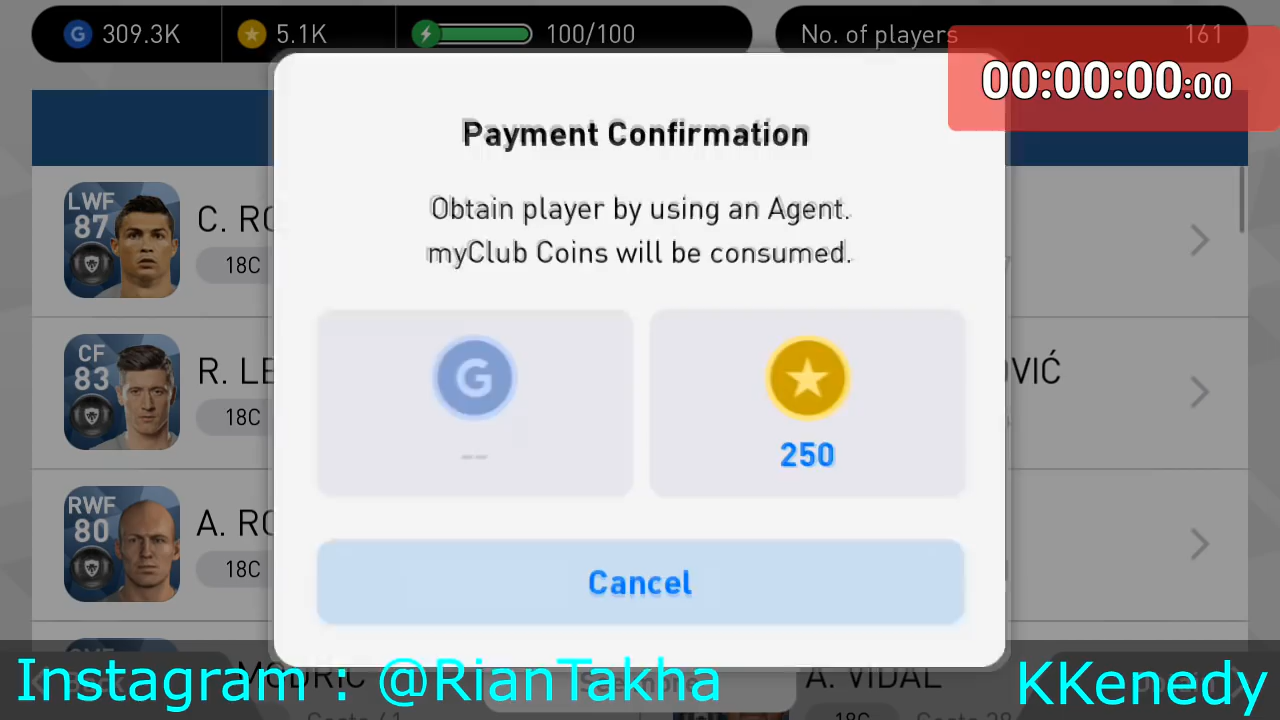 309.3K
5.1K
100/100
No. of players
161
00:00:00:00
Payment Confirmation
Obtain player by using an Agent.
myClub Coins will be consumed.
LWF
87
C. RO
18C
CF
83
R. LE
18C
OVIĆ
G
--
250
RWF
80
A. RO
18C
Cancel
MODRIĆ
A. VIDAL
18C
Instagram : @RianTakha
KKenedy